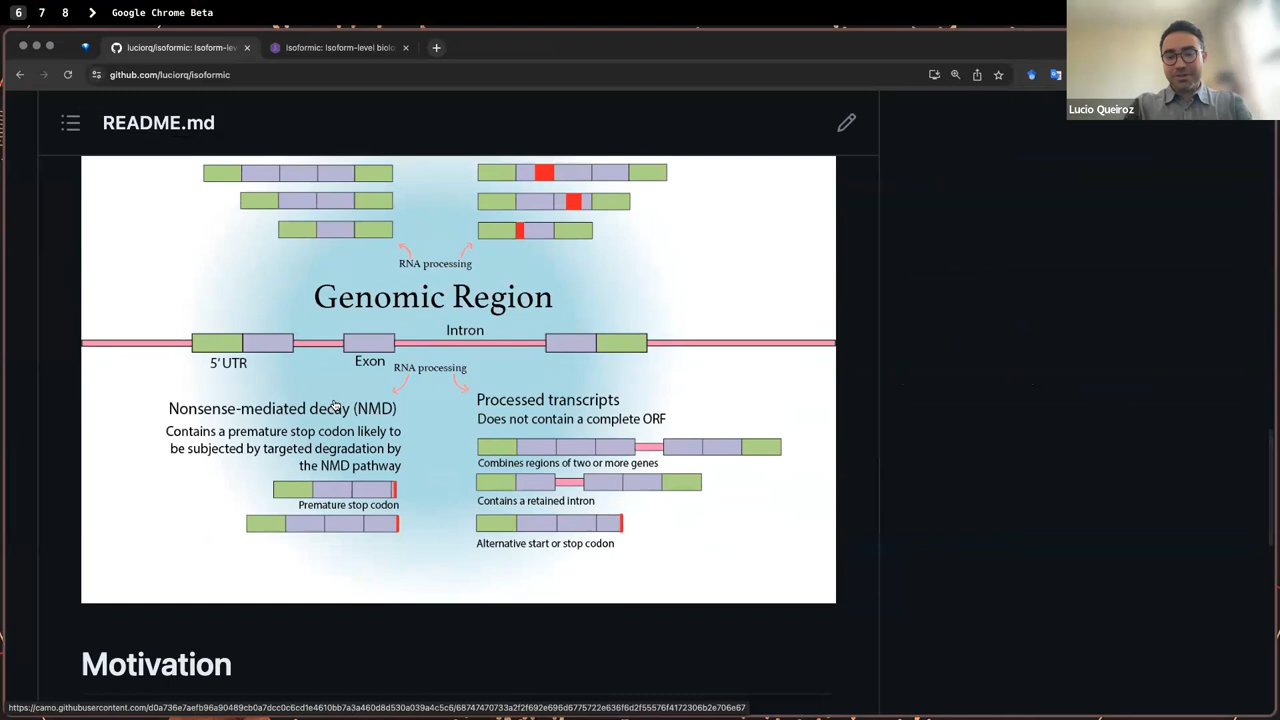 6 7 8 Google Chrome Beta
luciorq/isoformic: Isoform-lev
Isoformic: Isoform-level biolo
github.com/luciorq/isoformic
Lucio Queiroz
README.md
RNA processing
Genomic Region
Intron
5' UTR
Exon
RNA processing
Nonsense-mediated decay (NMD)
Contains a premature stop codon likely to
be subjected by targeted degradation by
the NMD pathway
Premature stop codon
Processed transcripts
Does not contain a complete ORF
Combines regions of two or more genes
Contains a retained intron
Alternative start or stop codon
Motivation